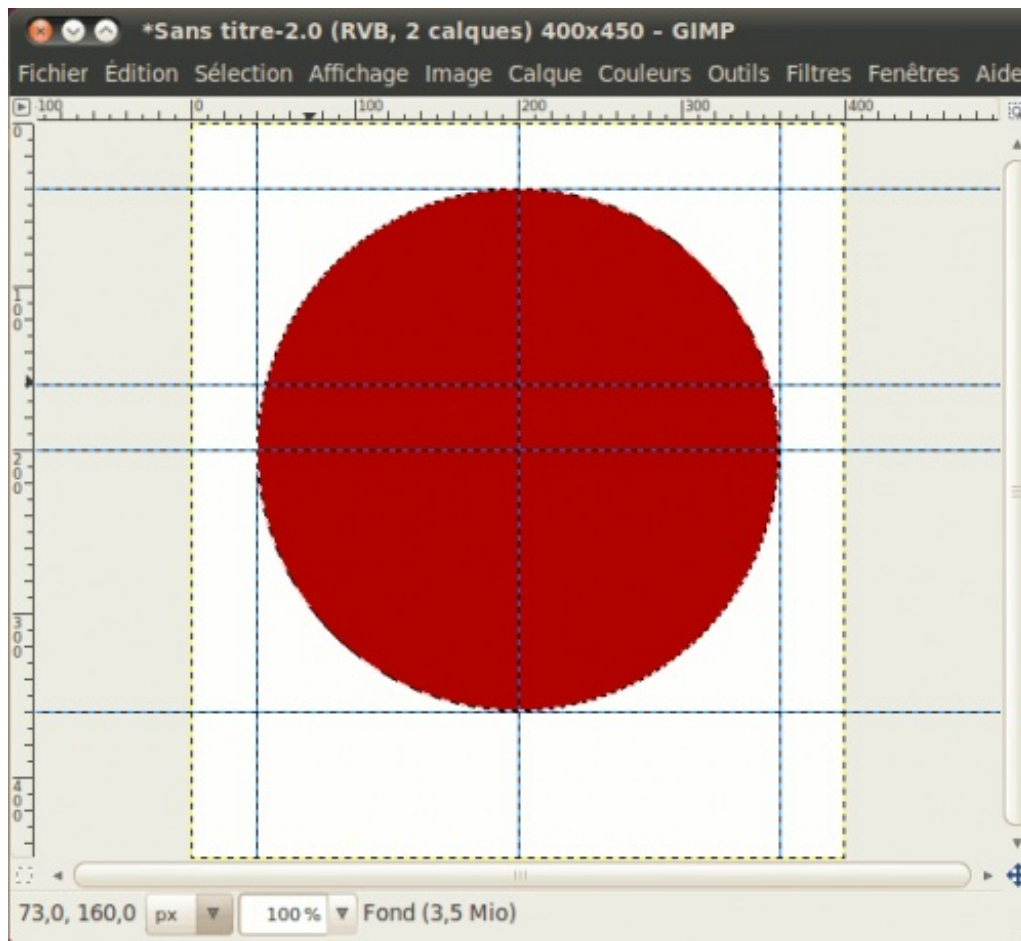 *Sans titre-2.0 (RVB, 2 calques) 400x450 – GIMP
Fichier Édition Sélection Affichage Image Calque Couleurs Outils Filtres Fenêtres Aide
100 0 100 200 300 400
0
100
200
300
400
73,0, 160,0 px 100 % Fond (3,5 Mio)